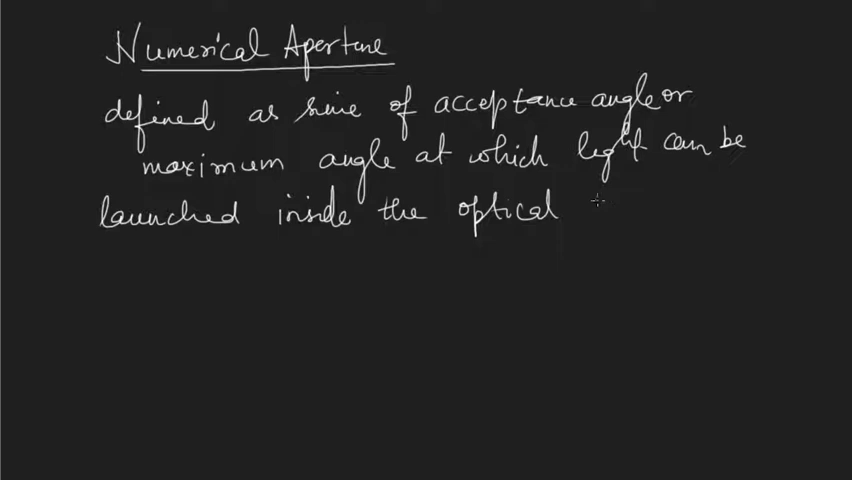 Numerical Aperture
defined as sine of acceptance angle or
maximum angle at which light can be
launched inside the optical